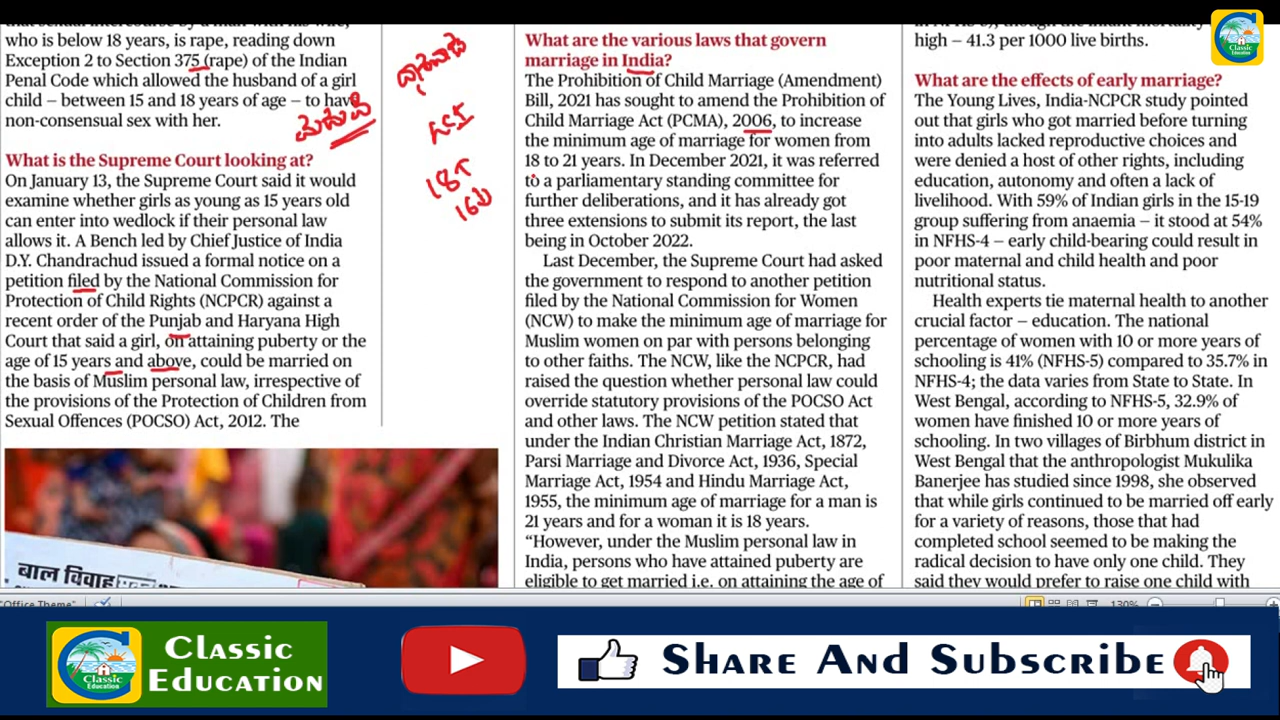 that sexual intercourse by a man with his wife,
who is below 18 years, is rape, reading down
Exception 2 to Section 375 (rape) of the Indian
Penal Code which allowed the husband of a girl
child – between 15 and 18 years of age – to have
non-consensual sex with her.
What is the Supreme Court looking at?
On January 13, the Supreme Court said it would
examine whether girls as young as 15 years old
can enter into wedlock if their personal law
allows it. A Bench led by Chief Justice of India
D.Y. Chandrachud issued a formal notice on a
petition filed by the National Commission for
Protection of Child Rights (NCPCR) against a
recent order of the Punjab and Haryana High
Court that said a girl, on attaining puberty or the
age of 15 years and above, could be married on
the basis of Muslim personal law, irrespective of
the provisions of the Protection of Children from
Sexual Offences (POCSO) Act, 2012. The
बाल विवाह
What are the various laws that govern
marriage in India?
The Prohibition of Child Marriage (Amendment)
Bill, 2021 has sought to amend the Prohibition of
Child Marriage Act (PCMA), 2006, to increase
the minimum age of marriage for women from
18 to 21 years. In December 2021, it was referred
to a parliamentary standing committee for
further deliberations, and it has already got
three extensions to submit its report, the last
being in October 2022.
Last December, the Supreme Court had asked
the government to respond to another petition
filed by the National Commission for Women
(NCW) to make the minimum age of marriage for
Muslim women on par with persons belonging
to other faiths. The NCW, like the NCPCR, had
raised the question whether personal law could
override statutory provisions of the POCSO Act
and other laws. The NCW petition stated that
under the Indian Christian Marriage Act, 1872,
Parsi Marriage and Divorce Act, 1936, Special
Marriage Act, 1954 and Hindu Marriage Act,
1955, the minimum age of marriage for a man is
21 years and for a woman it is 18 years.
“However, under the Muslim personal law in
India, persons who have attained puberty are
eligible to get married i.e. on attaining the age of
high – 41.3 per 1000 live births.
What are the effects of early marriage?
The Young Lives, India-NCPCR study pointed
out that girls who got married before turning
into adults lacked reproductive choices and
were denied a host of other rights, including
education, autonomy and often a lack of
livelihood. With 59% of Indian girls in the 15-19
group suffering from anaemia – it stood at 54%
in NFHS-4 – early child-bearing could result in
poor maternal and child health and poor
nutritional status.
Health experts tie maternal health to another
crucial factor – education. The national
percentage of women with 10 or more years of
schooling is 41% (NFHS-5) compared to 35.7% in
NFHS-4; the data varies from State to State. In
West Bengal, according to NFHS-5, 32.9% of
women have finished 10 or more years of
schooling. In two villages of Birbhum district in
West Bengal that the anthropologist Mukulika
Banerjee has studied since 1998, she observed
that while girls continued to be married off early
for a variety of reasons, those that had
completed school seemed to be making the
radical decision to have only one child. They
said they would prefer to raise one child with
Classic
Education
"Office Theme"
130%
Classic
Education
Classic
Education
Share And Subscribe